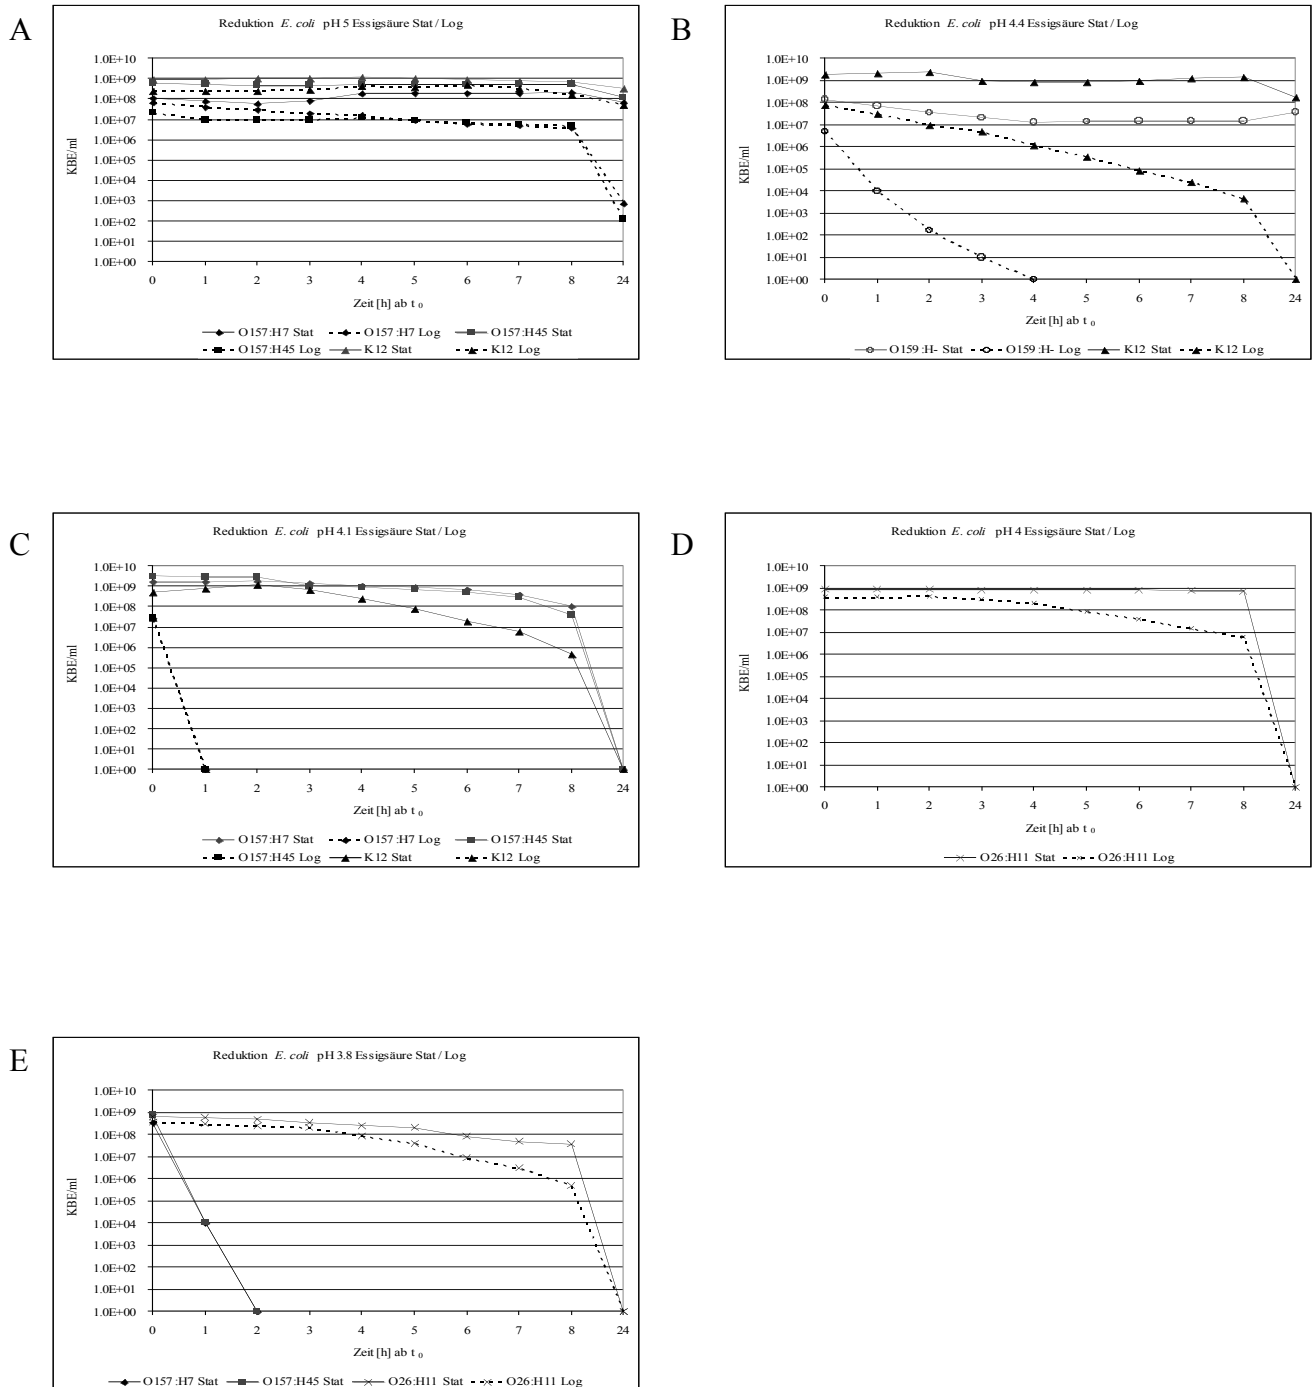 A
Reduktion E. coli pH 5 Essigsäure Stat / Log
KBE/ml
1.0E+10
1.0E+09
1.0E+08
1.0E+07
1.0E+06
1.0E+05
1.0E+04
1.0E+03
1.0E+02
1.0E+01
1.0E+00
0 1 2 3 4 5 6 7 8 24
Zeit [h] ab t 0
O157:H7 Stat O157:H7 Log O157:H45 Stat
O157:H45 Log K12 Stat K12 Log
B
Reduktion E. coli pH 4.4 Essigsäure Stat / Log
KBE/ml
1.0E+10
1.0E+09
1.0E+08
1.0E+07
1.0E+06
1.0E+05
1.0E+04
1.0E+03
1.0E+02
1.0E+01
1.0E+00
0 1 2 3 4 5 6 7 8 24
Zeit [h] ab t 0
O159:H- Stat O159:H- Log K12 Stat K12 Log
C
Reduktion E. coli pH 4.1 Essigsäure Stat / Log
KBE/ml
1.0E+10
1.0E+09
1.0E+08
1.0E+07
1.0E+06
1.0E+05
1.0E+04
1.0E+03
1.0E+02
1.0E+01
1.0E+00
0 1 2 3 4 5 6 7 8 24
Zeit [h] ab t 0
O157:H7 Stat O157:H7 Log O157:H45 Stat
O157:H45 Log K12 Stat K12 Log
D
Reduktion E. coli pH 4 Essigsäure Stat / Log
KBE/ml
1.0E+10
1.0E+09
1.0E+08
1.0E+07
1.0E+06
1.0E+05
1.0E+04
1.0E+03
1.0E+02
1.0E+01
1.0E+00
0 1 2 3 4 5 6 7 8 24
Zeit [h] ab t 0
O26:H11 Stat O26:H11 Log
E
Reduktion E. coli pH 3.8 Essigsäure Stat / Log
KBE/ml
1.0E+10
1.0E+09
1.0E+08
1.0E+07
1.0E+06
1.0E+05
1.0E+04
1.0E+03
1.0E+02
1.0E+01
1.0E+00
0 1 2 3 4 5 6 7 8 24
Zeit [h] ab t 0
O157:H7 Stat O157:H45 Stat O26:H11 Stat O26:H11 Log